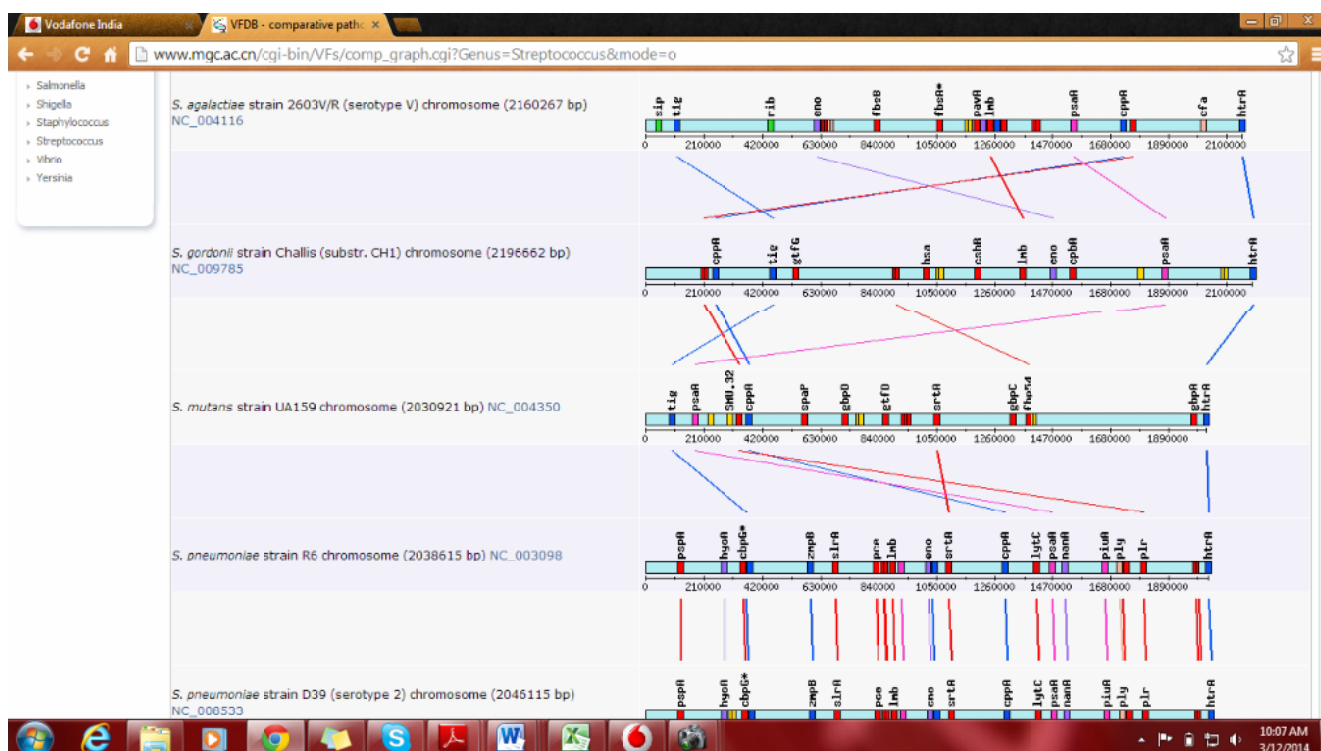 Vodafone India
VFDB - comparative patho
www.mgc.ac.cn/cgi-bin/VFs/comp_graph.cgi?Genus=Streptococcus&mode=o
Salmonella
Shigella
Staphylococcus
Streptococcus
Vibrio
Yersinia
S. agalactiae strain 2603V/R (serotype V) chromosome (2160267 bp)
NC_004116
sip tig rib eno fbsB fbsA* pavA lmb psaA cppA cfa htrA
0 210000 420000 630000 840000 1050000 1260000 1470000 1680000 1890000 2100000
S. gordonii strain Challis (substr. CH1) chromosome (2196662 bp)
NC_009785
cppA tig gtfG hsa cshA lmb eno cpbA psaA htrA
0 210000 420000 630000 840000 1050000 1260000 1470000 1680000 1890000 2100000
S. mutans strain UA159 chromosome (2030921 bp) NC_004350
tig psaA SMU.32 cppA spaP gbpD gtfD srtA gbpC gbpA htrA
0 210000 420000 630000 840000 1050000 1260000 1470000 1680000 1890000
S. pneumoniae strain R6 chromosome (2038615 bp) NC_003098
pspA hysA cbpG* zmpB slrA pce lmb eno srtA cppA lytC psaA nanA piuA ply plr htrA
0 210000 420000 630000 840000 1050000 1260000 1470000 1680000 1890000
S. pneumoniae strain D39 (serotype 2) chromosome (2046115 bp)
NC_008533
pspA hysA cbpG* zmpB slrA pce lmb eno srtA cppA lytC psaA nanA piuA ply plr htrA
10:07 AM
3/12/2014